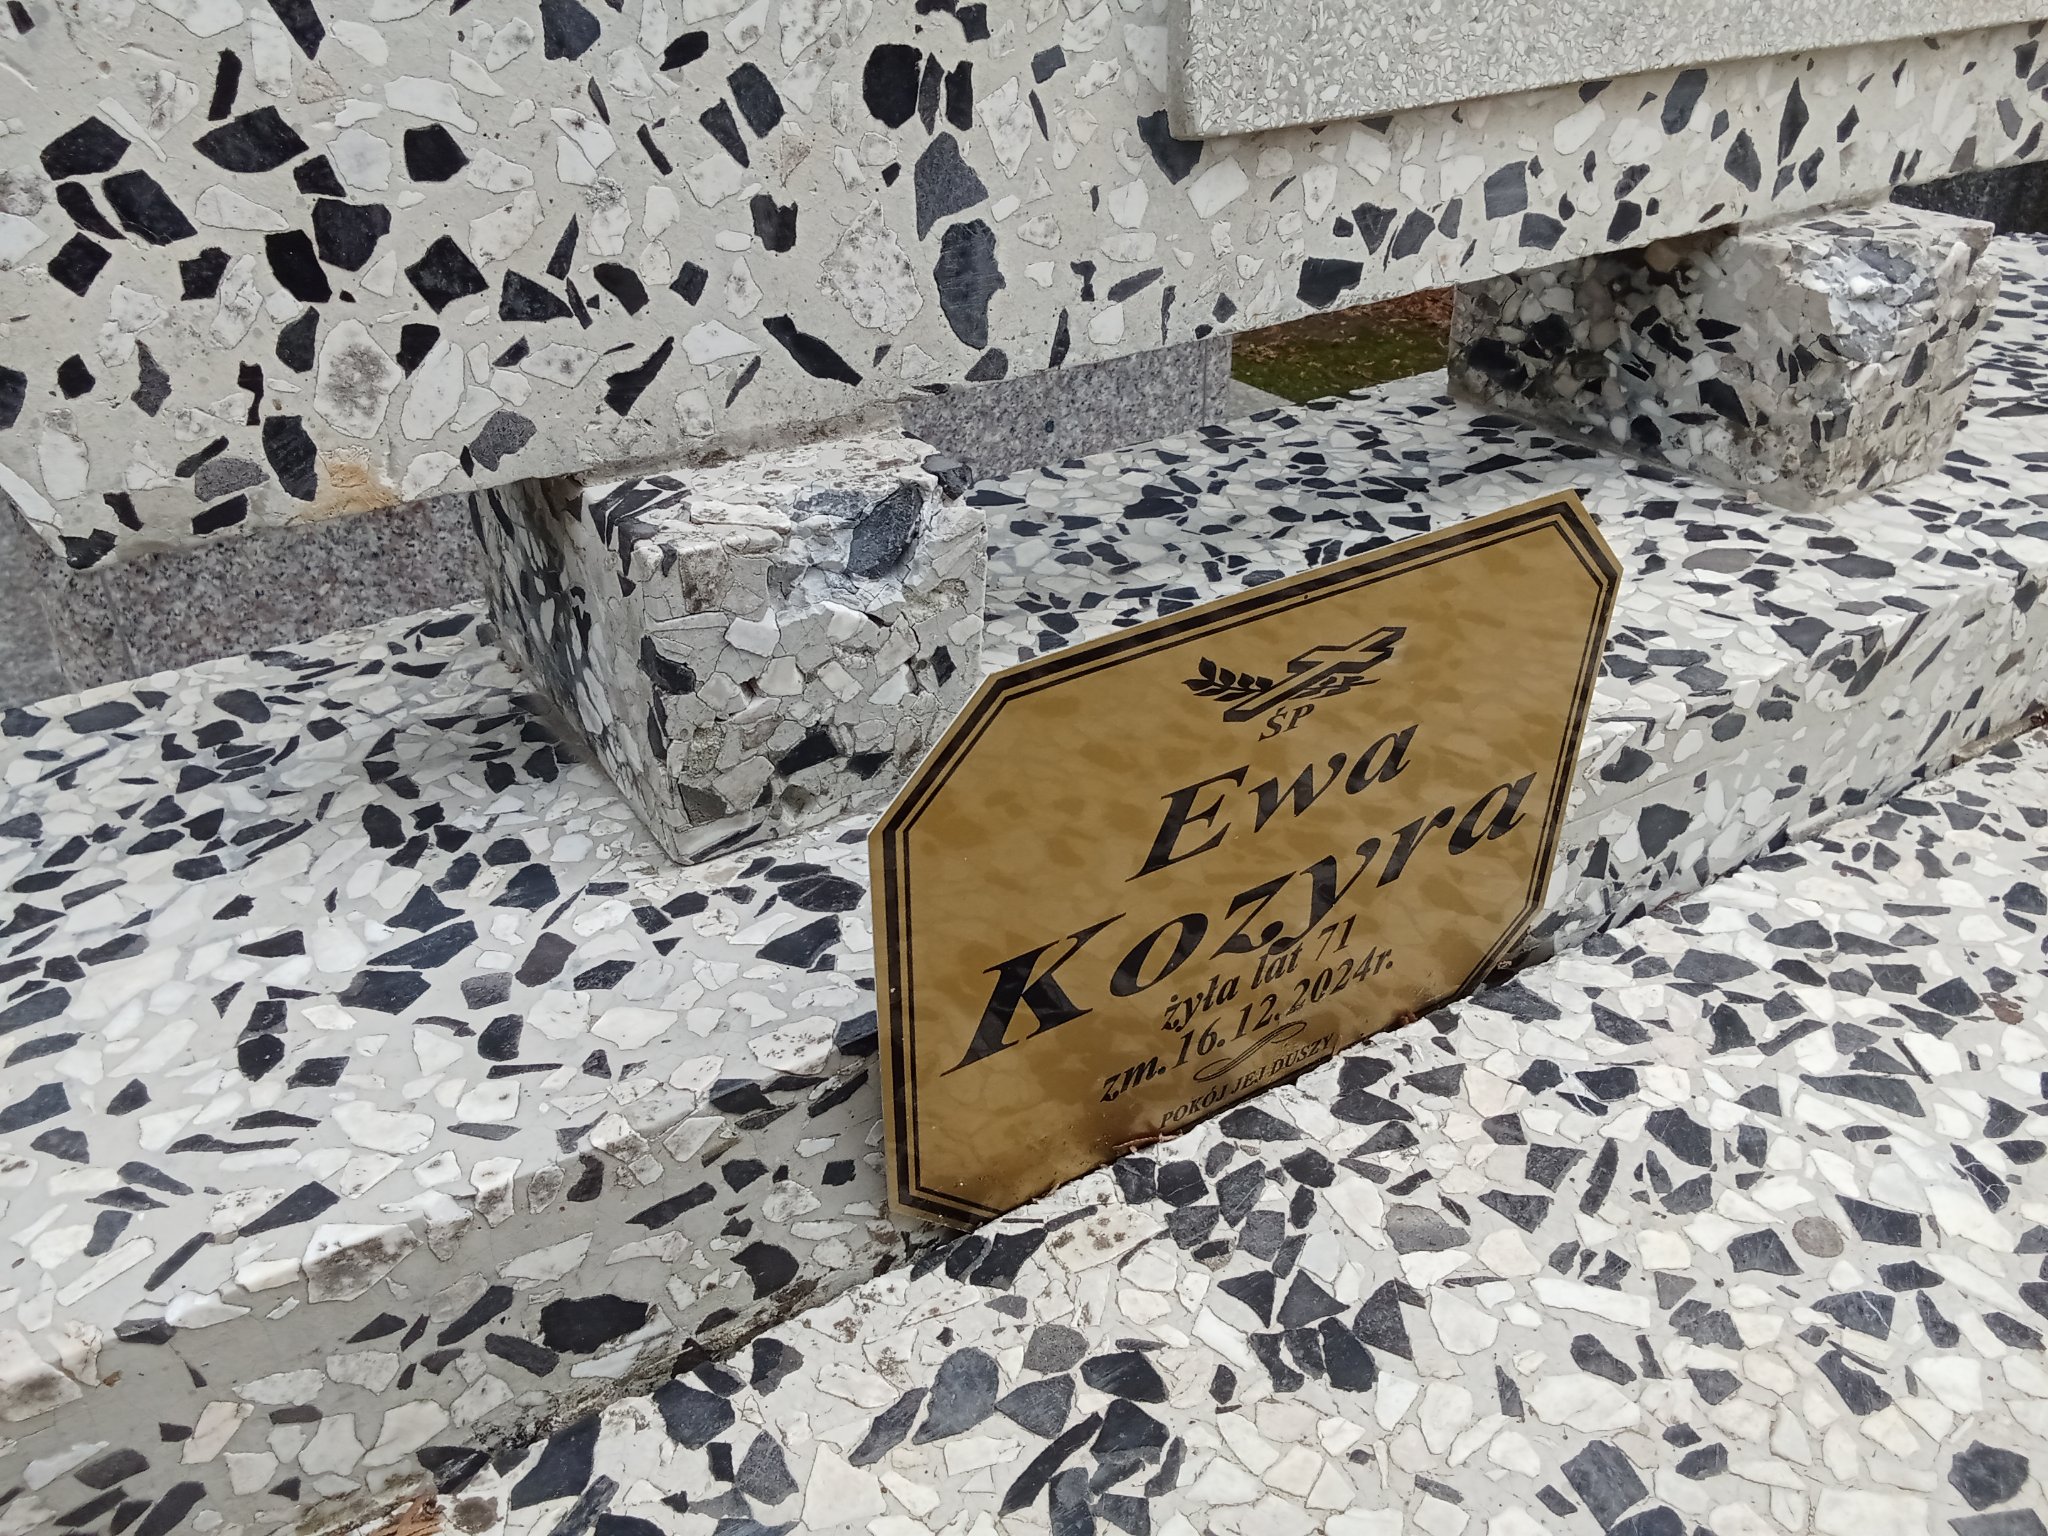 ŚP
Ewa
Kozyra
żyła lat 71
zm. 16.12.2024r.
POKÓJ JEJ DUSZY